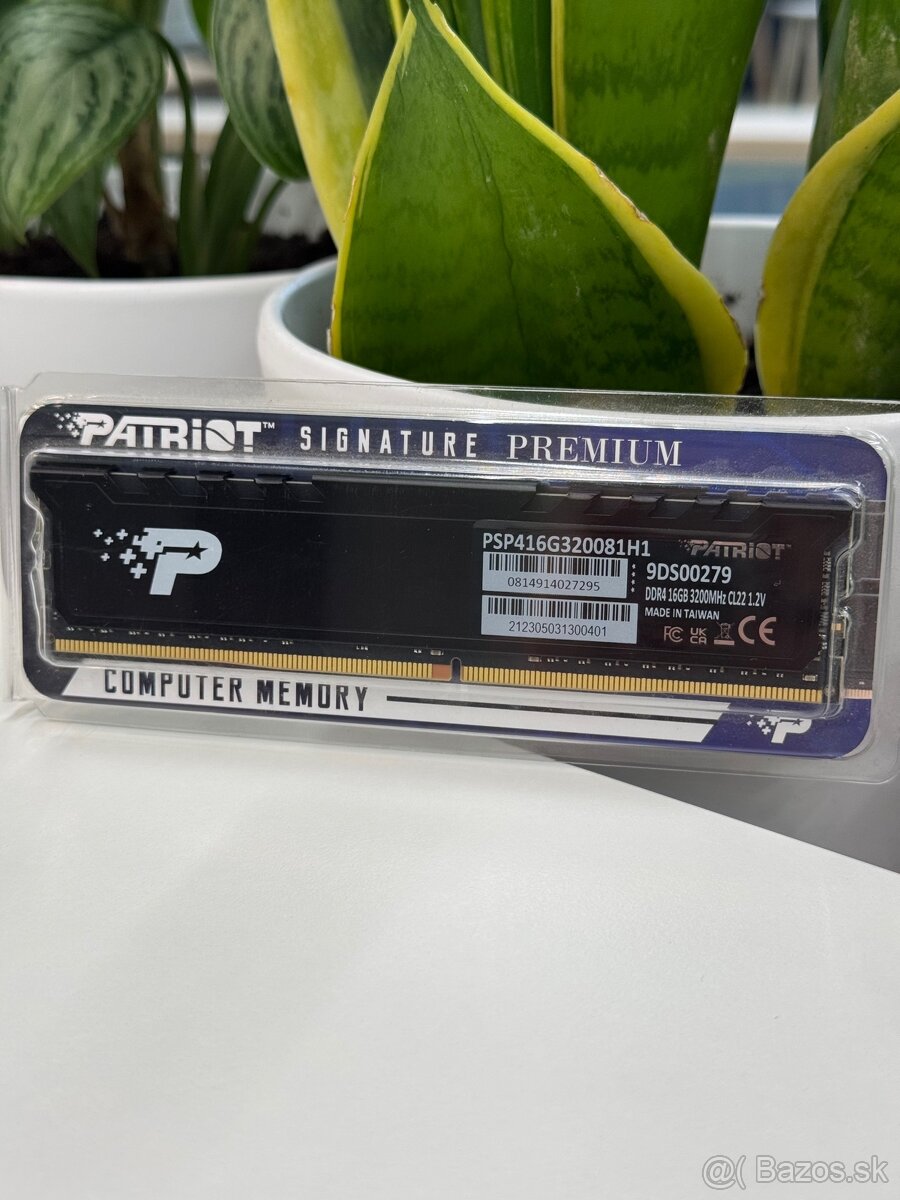 PATRiOT™ SIGNATURE PREMIUM
P
PSP416G320081H1
PATRiOT
0814914027295
9DS00279
DDR4 16GB 3200MHz CL22 1.2V
MADE IN TAIWAN
212305031300401
FC UK CA CE
COMPUTER MEMORY
P
@( Bazos.sk